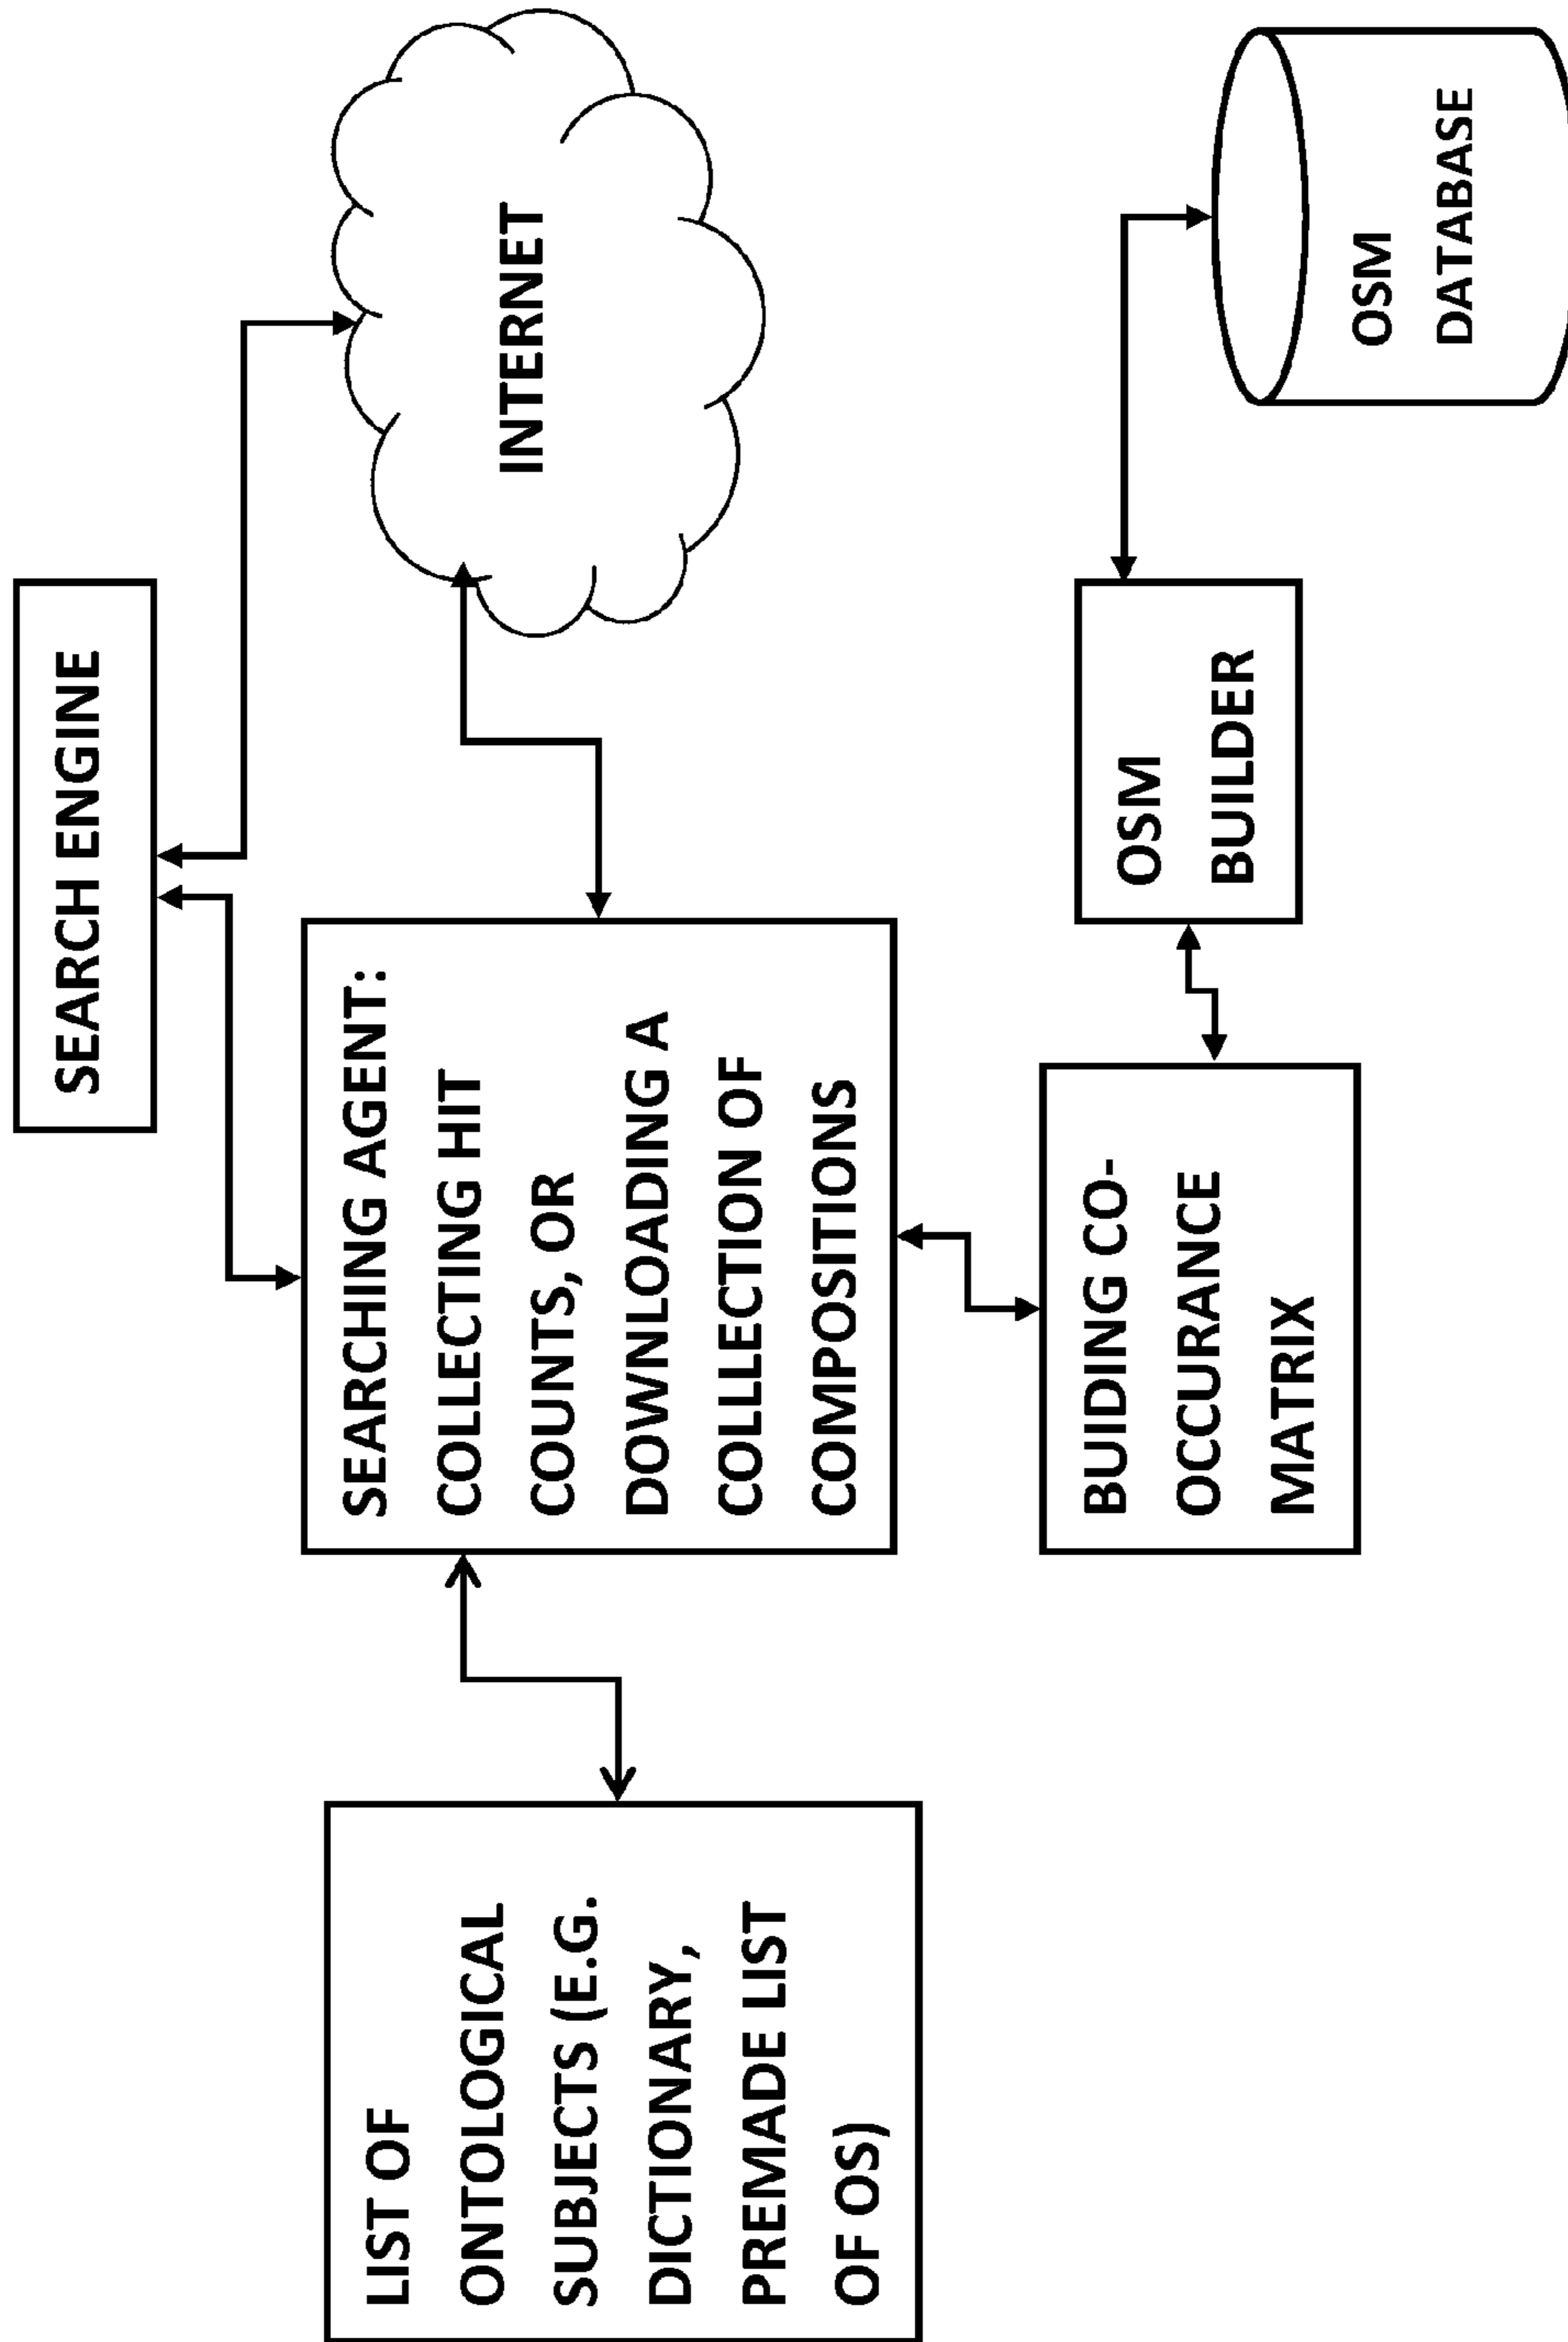 SEARCH ENGINE
INTERNET
SEARCHING AGENT:
COLLECTING HIT
COUNTS, OR
DOWNLOADING A
COLLLECTION OF
COMPOSITIONS
LIST OF
ONTOLOGICAL
SUBJECTS (E.G.
DICTIONARY,
PREMADE LIST
OF OS)
BUIDING CO-
OCCURANCE
MATRIX
OSM
BUILDER
OSM
DATABASE